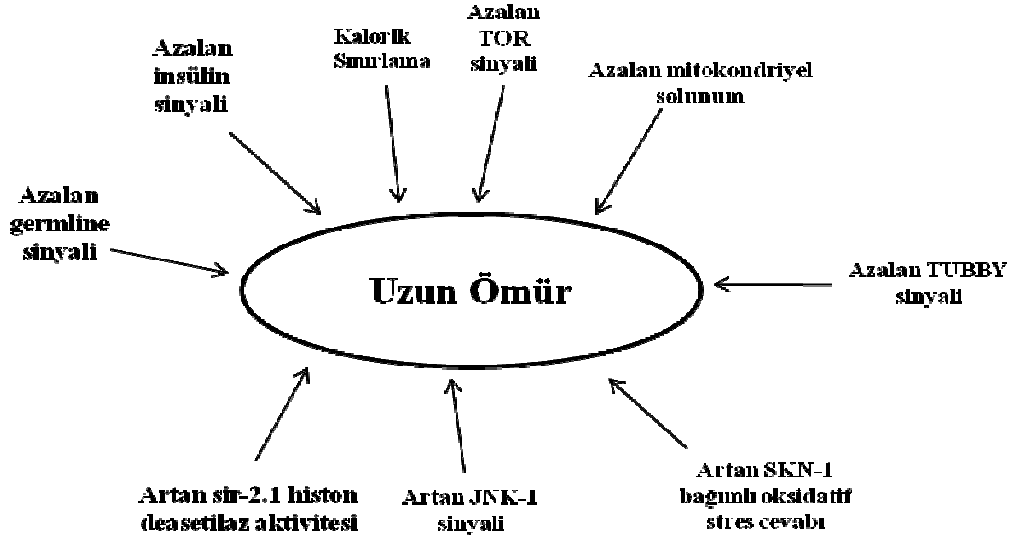 Azalan
TOR
sinyali
Kalorik
Sınırlama
Azalan
insülin
sinyali
Azalan mitokondriyel
solunum
Azalan
germline
sinyali
Uzun Ömür
Azalan TUBBY
sinyali
Artan sir-2.1 histon
deasetilaz aktivitesi
Artan JNK-1
sinyali
Artan SKN-1
bağımlı oksidatif
stres cevabı